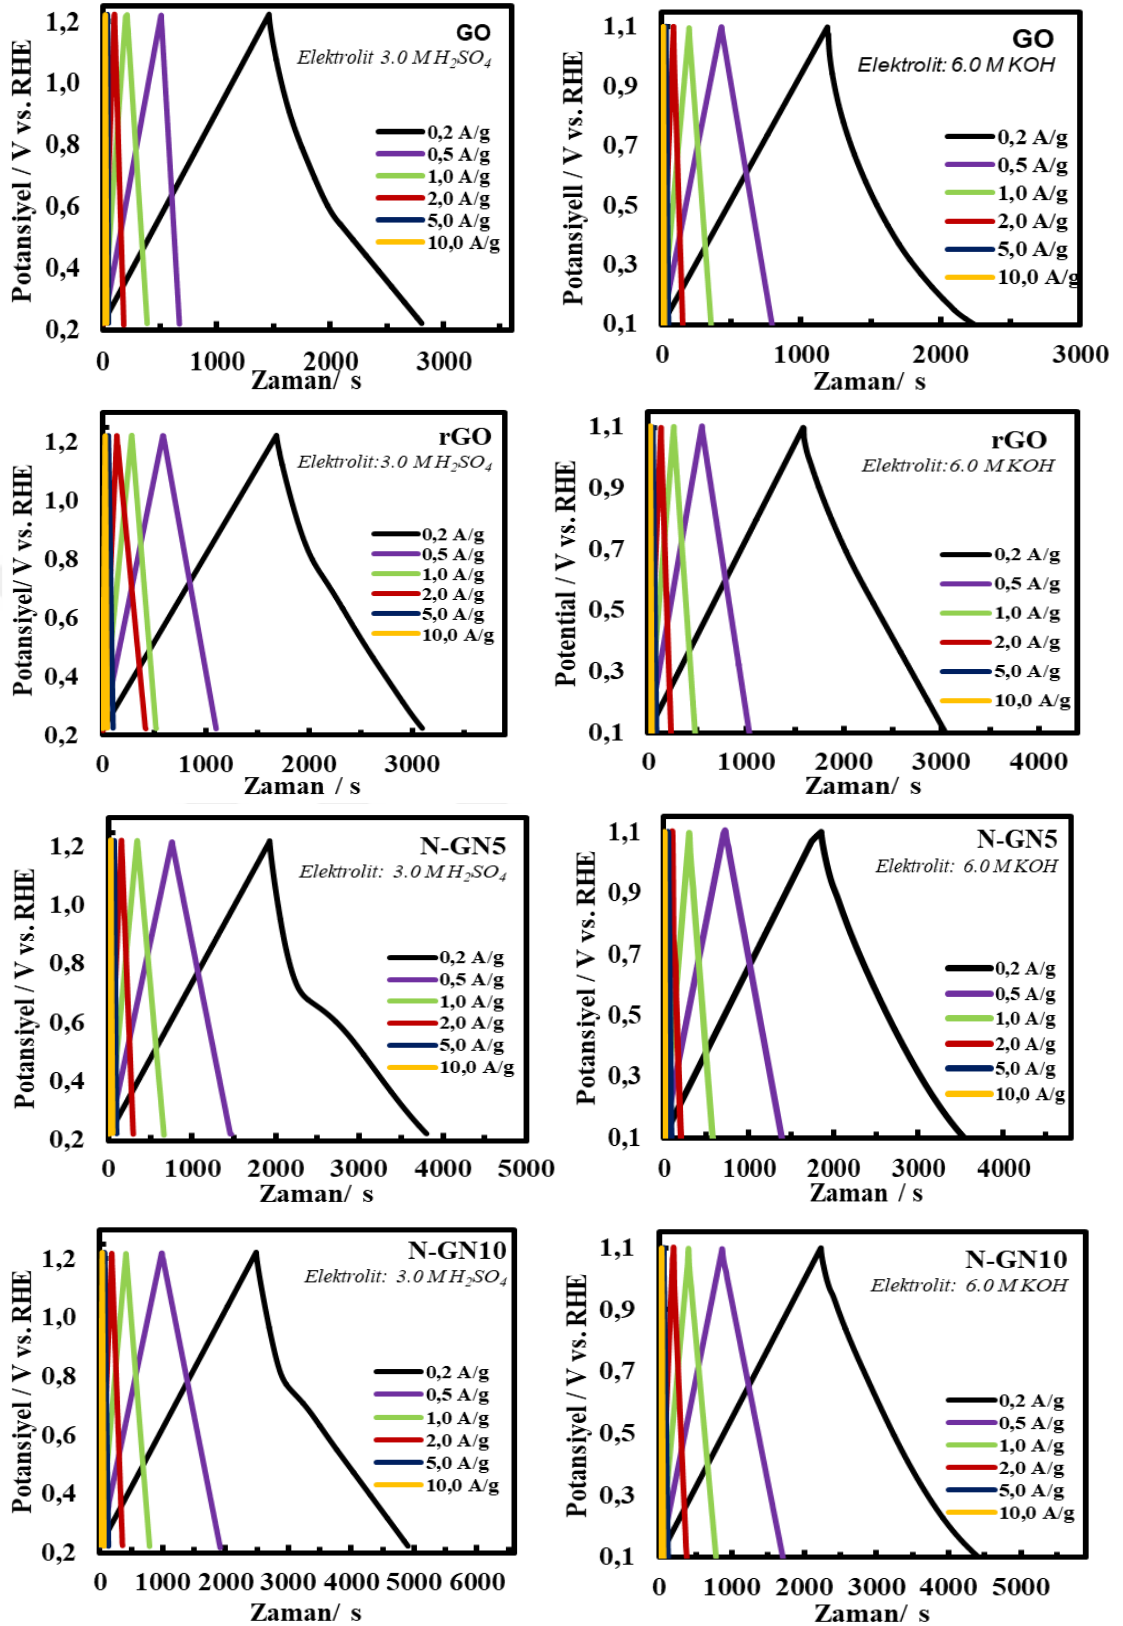 GO
Elektrolit 3.0 M H₂SO₄
Potansiyel / V vs. RHE
1,2
1,0
0,8
0,6
0,4
0,2
0,2 A/g
0,5 A/g
1,0 A/g
2,0 A/g
5,0 A/g
10,0 A/g
0 1000 2000 3000
Zaman/ s
GO
Elektrolit: 6.0 M KOH
Potansiyell / V vs. RHE
1,1
0,9
0,7
0,5
0,3
0,1
0,2 A/g
0,5 A/g
1,0 A/g
2,0 A/g
5,0 A/g
10,0 A/g
0 1000 2000 3000
Zaman/ s
rGO
Elektrolit: 3.0 M H₂SO₄
Potansiyel/ V vs. RHE
1,2
1,0
0,8
0,6
0,4
0,2
0,2 A/g
0,5 A/g
1,0 A/g
2,0 A/g
5,0 A/g
10,0 A/g
0 1000 2000 3000
Zaman / s
rGO
Elektrolit: 6.0 M KOH
Potential / V vs. RHE
1,1
0,9
0,7
0,5
0,3
0,1
0,2 A/g
0,5 A/g
1,0 A/g
2,0 A/g
5,0 A/g
10,0 A/g
0 1000 2000 3000 4000
Zaman/ s
N-GN5
Elektrolit: 3.0 M H₂SO₄
Potansiyel / V vs. RHE
1,2
1,0
0,8
0,6
0,4
0,2
0,2 A/g
0,5 A/g
1,0 A/g
2,0 A/g
5,0 A/g
10,0 A/g
0 1000 2000 3000 4000 5000
Zaman/ s
N-GN5
Elektrolit: 6.0 M KOH
Potansiyel / V vs. RHE
1,1
0,9
0,7
0,5
0,3
0,1
0,2 A/g
0,5 A/g
1,0 A/g
2,0 A/g
5,0 A/g
10,0 A/g
0 1000 2000 3000 4000
Zaman / s
N-GN10
Elektrolit: 3.0 M H₂SO₄
Potansiyel / V vs. RHE
1,2
1,0
0,8
0,6
0,4
0,2
0,2 A/g
0,5 A/g
1,0 A/g
2,0 A/g
5,0 A/g
10,0 A/g
0 1000 2000 3000 4000 5000 6000
Zaman/ s
N-GN10
Elektrolit: 6.0 M KOH
Potansiyel / V vs. RHE
1,1
0,9
0,7
0,5
0,3
0,1
0,2 A/g
0,5 A/g
1,0 A/g
2,0 A/g
5,0 A/g
10,0 A/g
0 1000 2000 3000 4000 5000
Zaman/ s